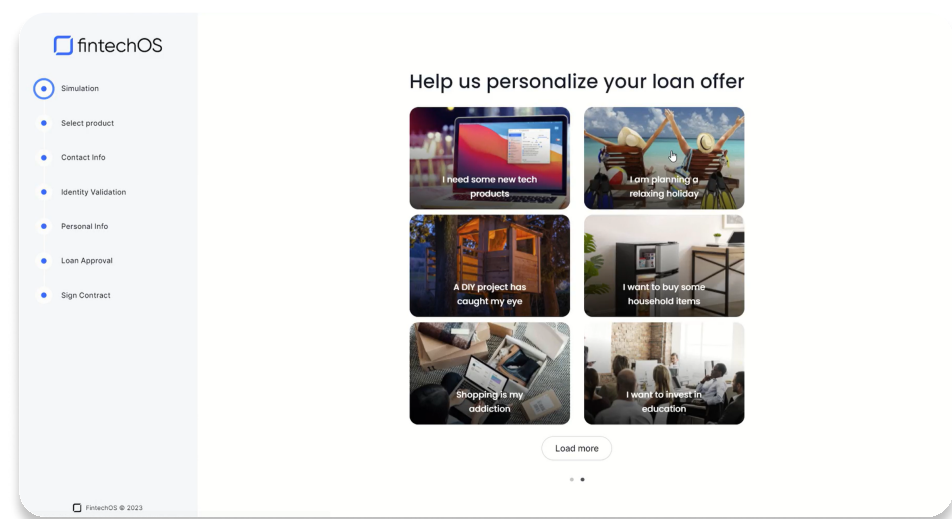 fintechOS
Simulation
Select product
Contact Info
Identity Validation
Personal Info
Loan Approval
Sign Contract
FintechOS © 2023
Help us personalize your loan offer
I need some new tech
products
I am planning a
relaxing holiday
A DIY project has
caught my eye
I want to buy some
household items
Shopping is my
addiction
I want to invest in
education
Load more